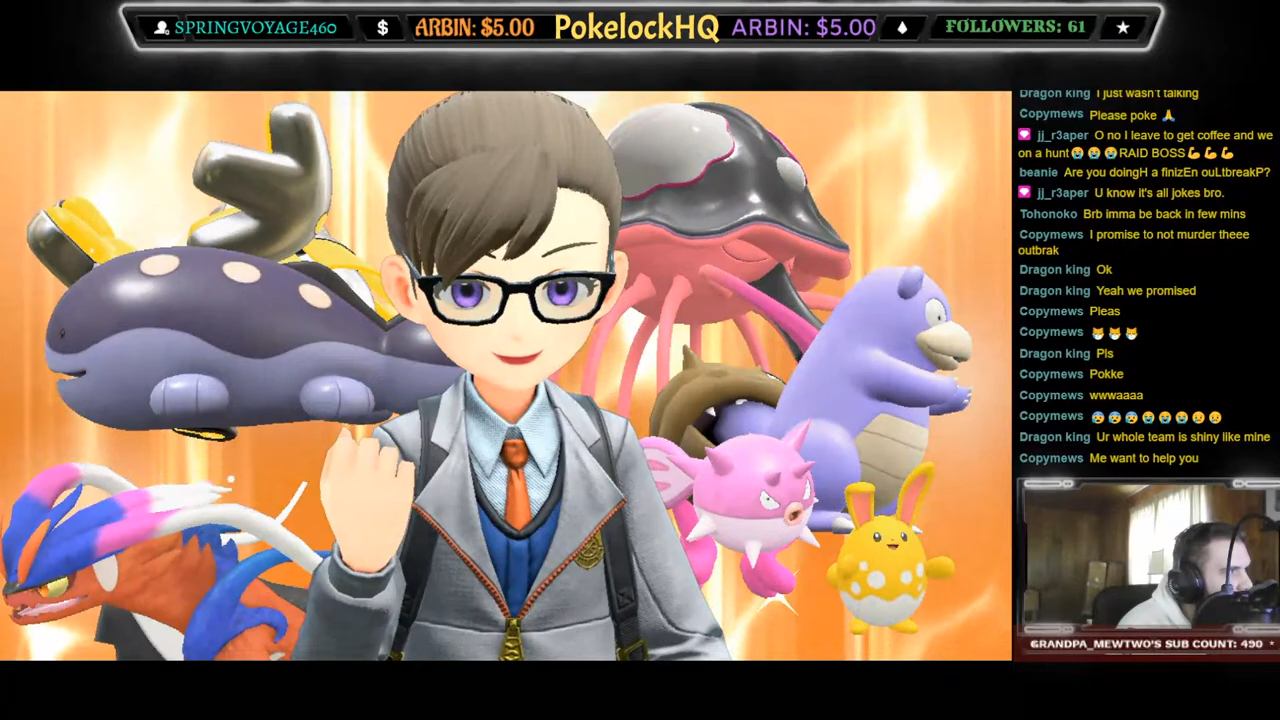 SPRINGVOYAGE460 $ ARBIN: $5.00 PokelockHQ ARBIN: $5.00 FOLLOWERS: 61
Dragon king I just wasn't talking
Copymews Please poke 🙏
jj_r3aper O no I leave to get coffee and we
on a hunt😭😭😭RAID BOSS💪💪💪
beanie Are you doingH a fInizEn ouLtbreakP?
jj_r3aper U know it's all jokes bro.
Tohonoko Brb imma be back in few mins
Copymews I promise to not murder theee
outbrak
Dragon king Ok
Dragon king Yeah we promised
Copymews Pleas
Copymews 😿😿😿
Dragon king Pls
Copymews Pokke
Copymews wwwaaaa
Copymews 😰😰😰😭😭😭😥😥
Dragon king Ur whole team is shiny like mine
Copymews Me want to help you
GRANDPA_MEWTWO'S SUB COUNT: 490